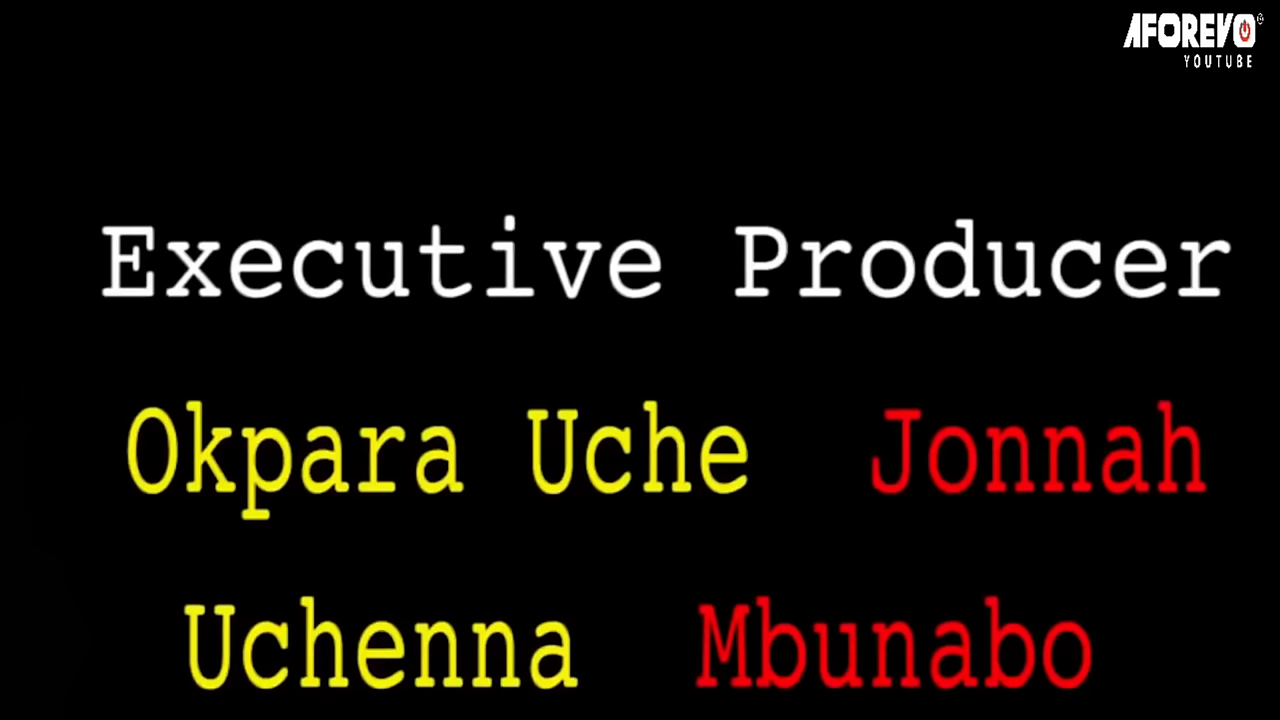 AFOREVO
YOUTUBE
Executive Producer
Okpara Uche Jonnah
Uchenna Mbunabo